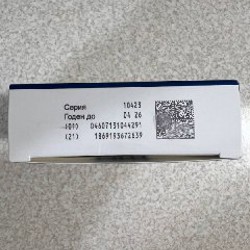 Серия 10423
Годен до 04 26
(01) 04607131044291
(21) 1869193672639